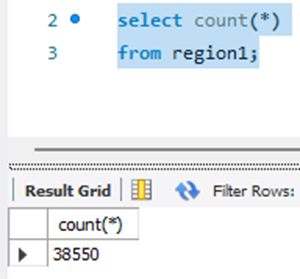 2 select count(*)
3 from region1;
Result Grid Filter Rows:
count(*)
38550